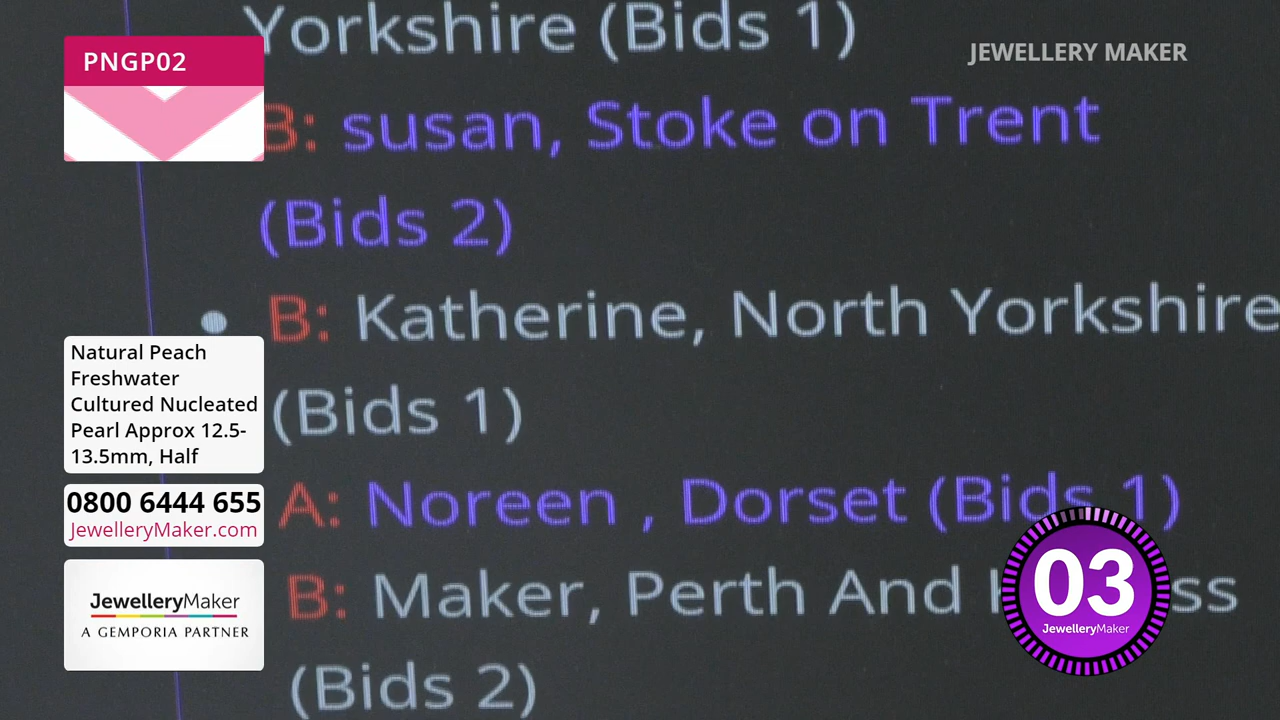 Yorkshire (Bids 1)
PNGP02
JEWELLERY MAKER
B: susan, Stoke on Trent
(Bids 2)
B: Katherine, North Yorkshire
(Bids 1)
Natural Peach
Freshwater
Cultured Nucleated
Pearl Approx 12.5-
13.5mm, Half
0800 6444 655
JewelleryMaker.com
A: Noreen , Dorset (Bids 1)
B: Maker, Perth And
(Bids 2)
JewelleryMaker
A GEMPORIA PARTNER
03
JewelleryMaker